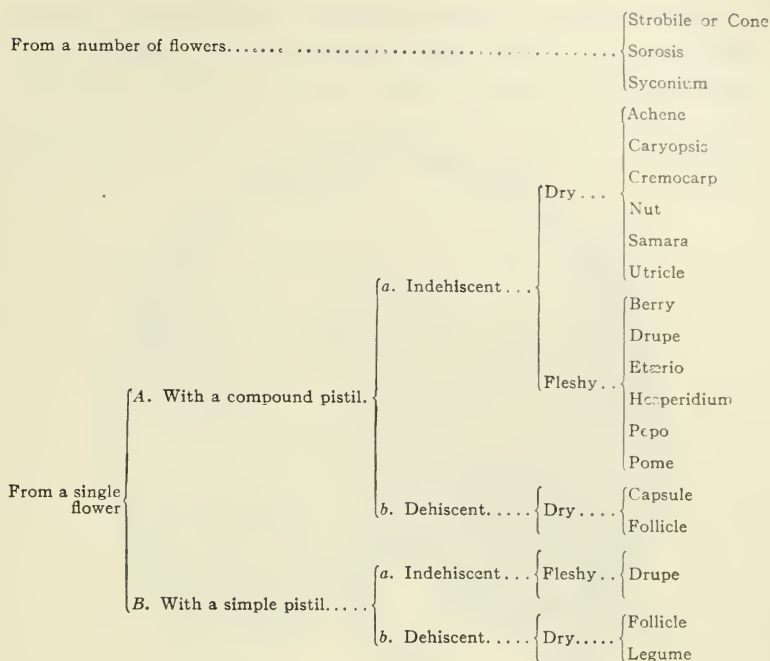 Strobile or Cone
From a number of flowers....... ..................................................
Sorosis
Syconium
Achene
Caryopsis
Cremocarp
Dry...
Nut
Samara
Utricle
a. Indehiscent...
Berry
Drupe
Etærio
Fleshy..
Hesperidium
A. With a compound pistil.
Pepo
Pome
From a single
flower
Capsule
b. Dehiscent..... Dry....
Follicle
a. Indehiscent... Fleshy.. Drupe
B. With a simple pistil.....
Follicle
b. Dehiscent..... Dry.....
Legume